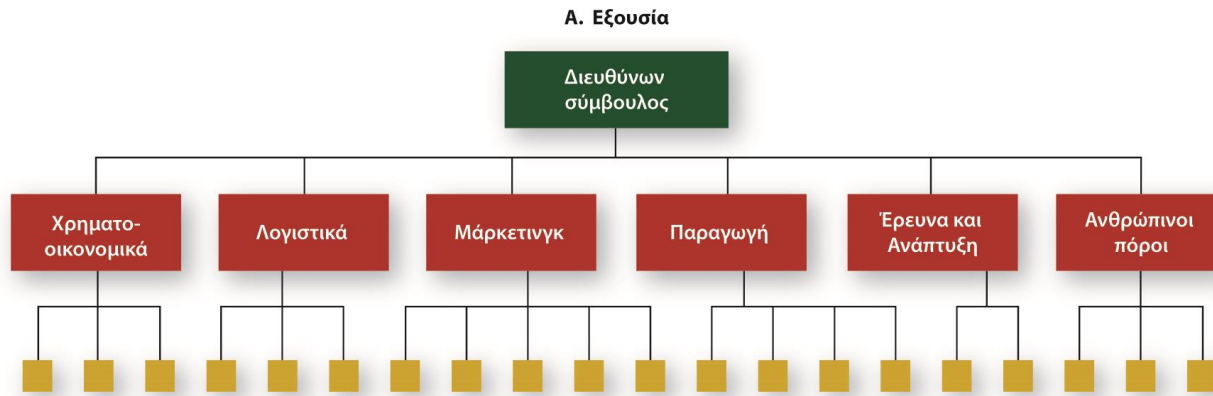 Α. Εξουσία
Διευθύνων
σύμβουλος
Χρηματο-
οικονομικά
Λογιστικά
Μάρκετινγκ
Παραγωγή
Έρευνα και
Ανάπτυξη
Ανθρώπινοι
πόροι